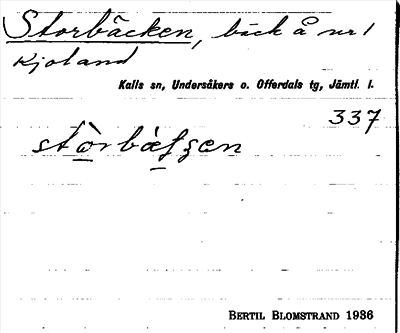 Storbäcken, bäck å nr 1
Kjoland
Kalls sn, Undersåkers o. Offerdals tg, Jämtl. l.
337
BERTIL BLOMSTRAND 1936